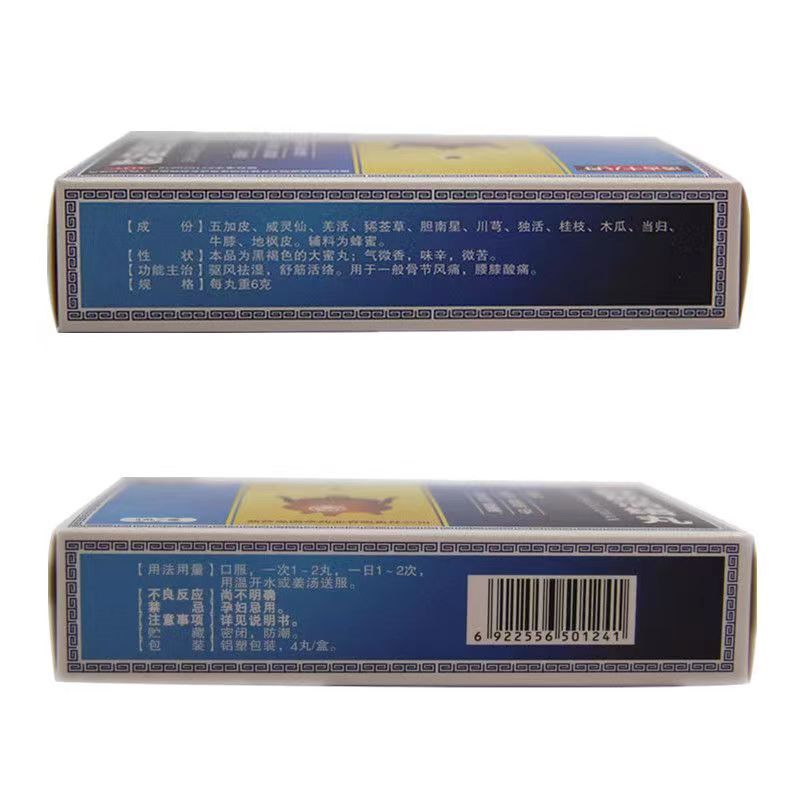 【成 份】五加皮、威灵仙、羌活、豨莶草、胆南星、川芎、独活、桂枝、木瓜、当归、
牛膝、地枫皮。辅料为蜂蜜。
【性 状】本品为黑褐色的大蜜丸；气微香，味辛，微苦。
【功能主治】驱风祛湿，舒筋活络。用于一般骨节风痛，腰膝酸痛。
【规 格】每丸重6克
【用法用量】口服，一次1~2丸，一日1~2次，
用温开水或姜汤送服。
【不良反应】尚不明确
【禁 忌】孕妇忌用。
【注意事项】详见说明书。
【贮 藏】密闭，防潮。
【包 装】铝塑包装，4丸/盒。
6 922556 501241